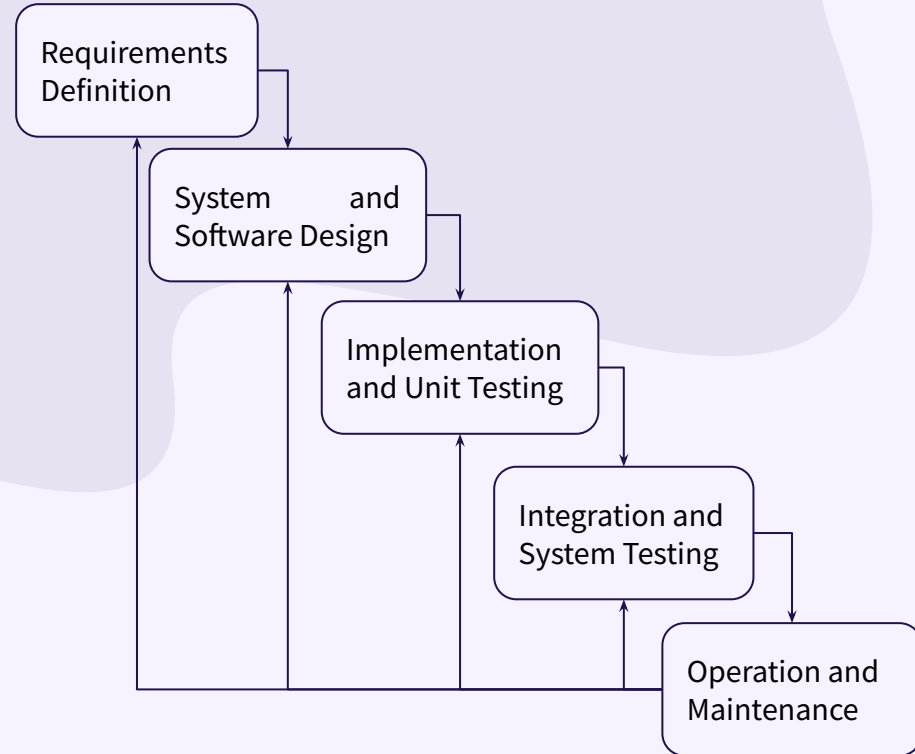 Requirements
Definition
System and
Software Design
Implementation
and Unit Testing
Integration and
System Testing
Operation and
Maintenance